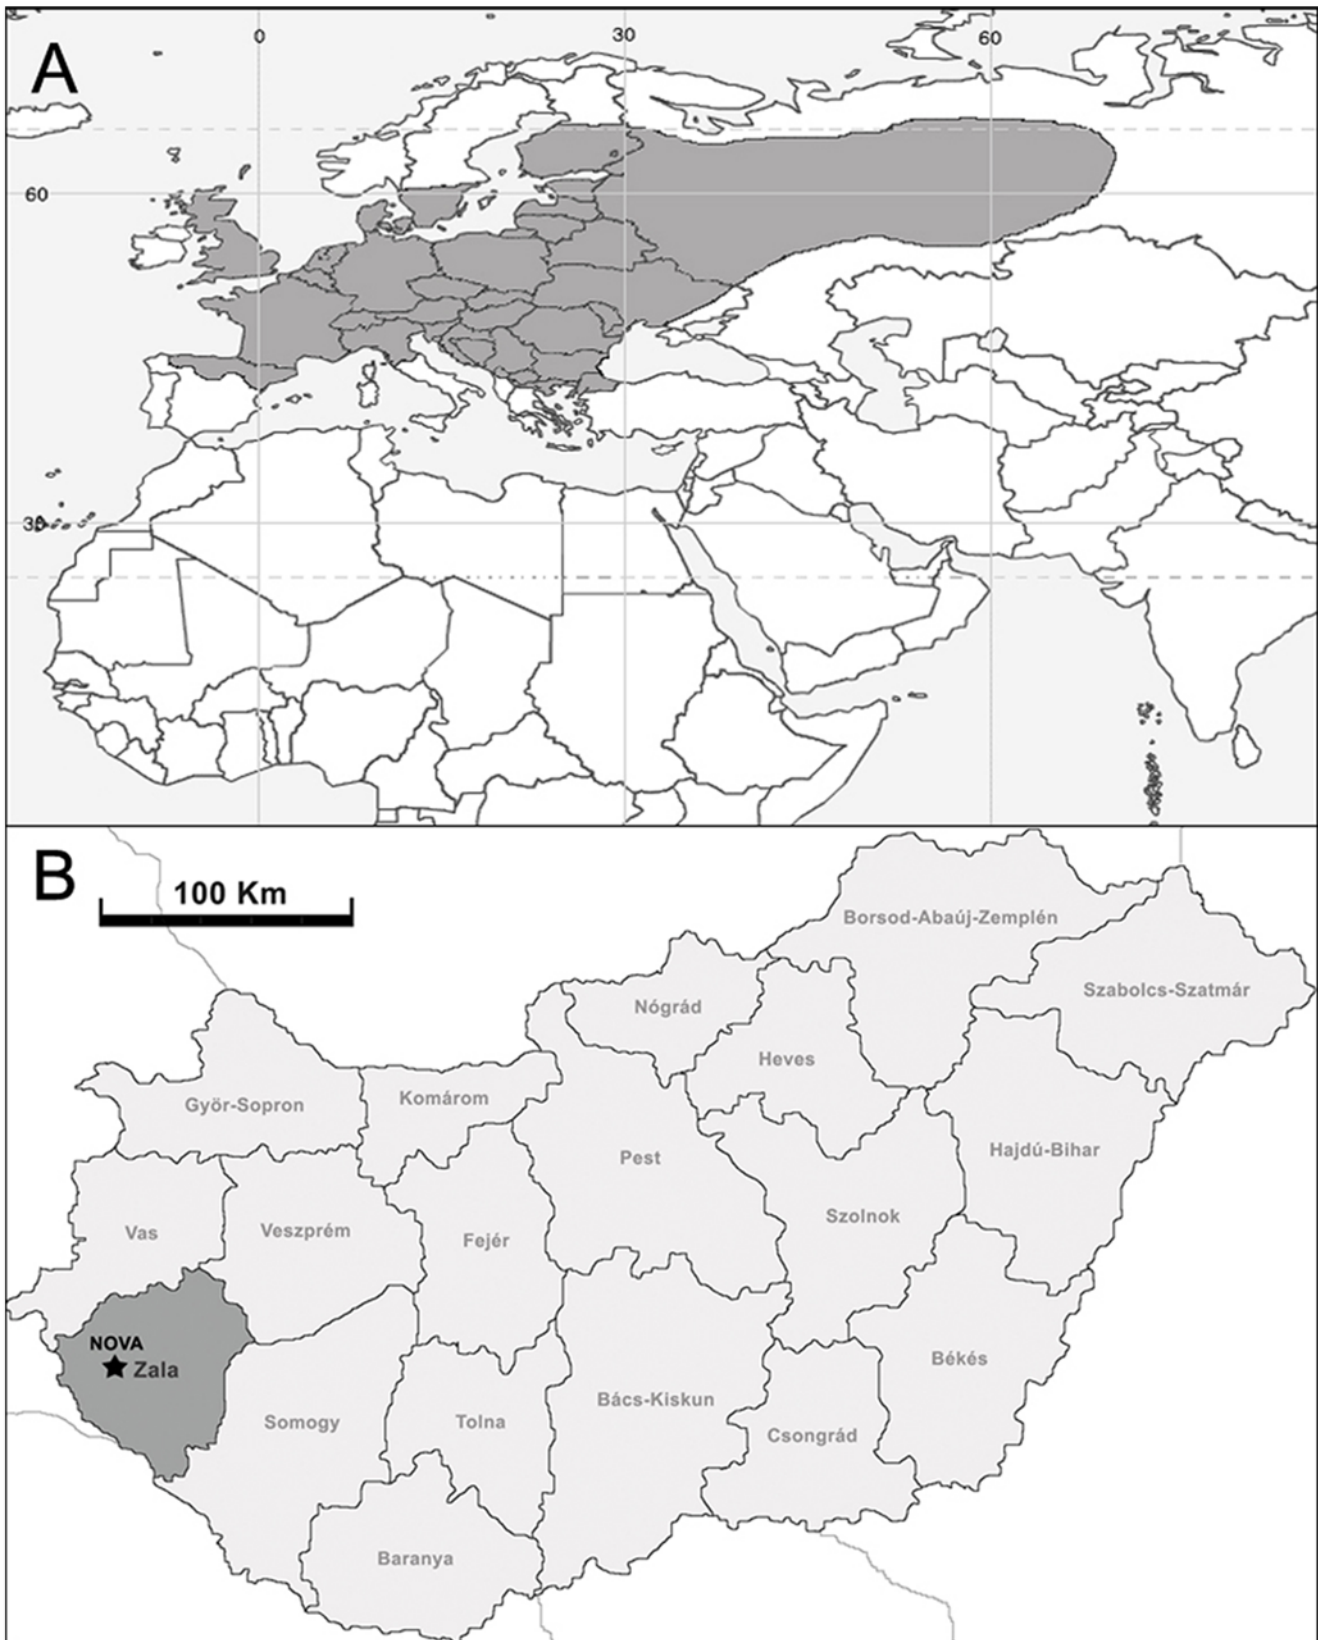 A
0
30
60
60
30
B
100 Km
Borsod-Abaúj-Zemplén
Szabolcs-Szatmár
Nógrád
Heves
Komárom
Györ-Sopron
Hajdú-Bihar
Pest
Szolnok
Vas
Veszprém
Fejér
NOVA
Zala
Békés
Bács-Kiskun
Somogy
Tolna
Csongrád
Baranya